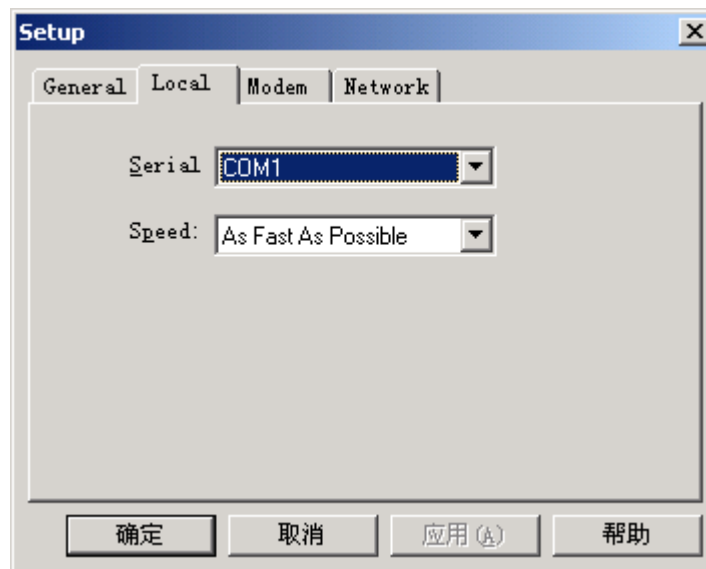 Setup
General Local Modem Network
Serial COM1
Speed: As Fast As Possible
确定 取消 应用(A) 帮助